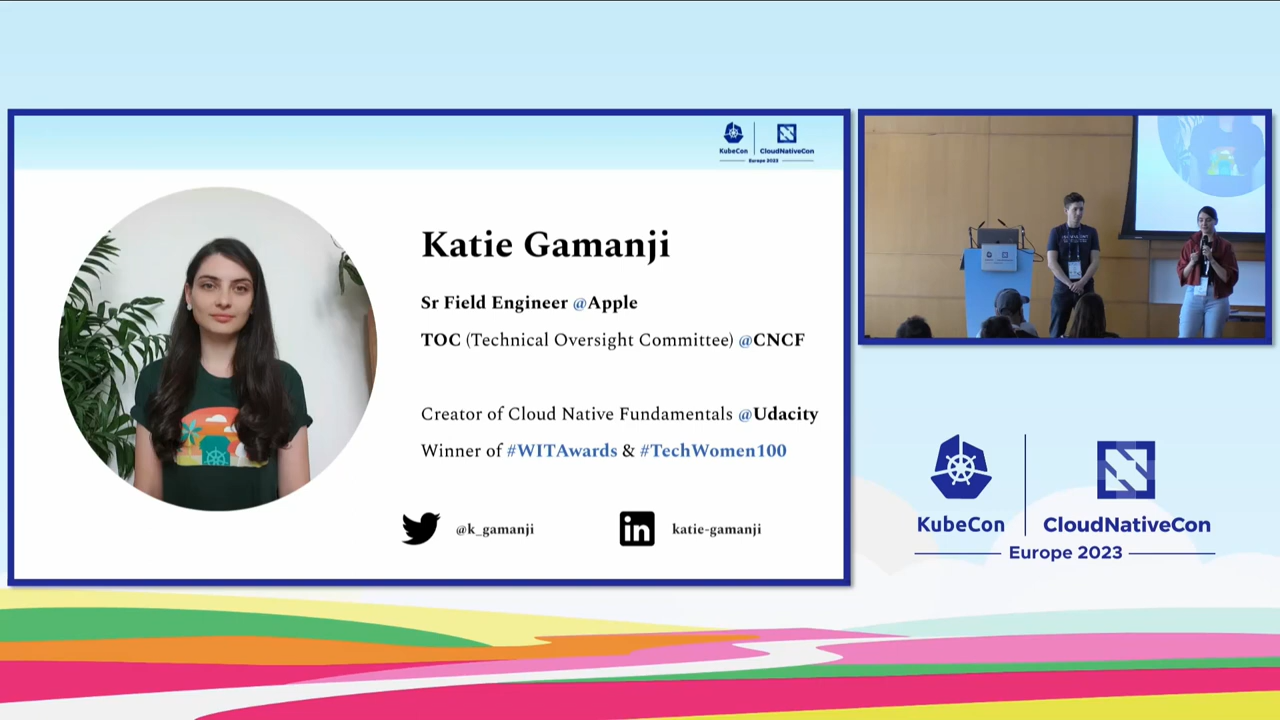 KubeCon
CloudNativeCon
Europe 2023
Katie Gamanji
Sr Field Engineer @Apple
TOC (Technical Oversight Committee) @CNCF
Creator of Cloud Native Fundamentals @Udacity
Winner of #WITAwards & #TechWomen100
@k_gamanji
in
katie-gamanji
KubeCon
CloudNativeCon
Europe 2023